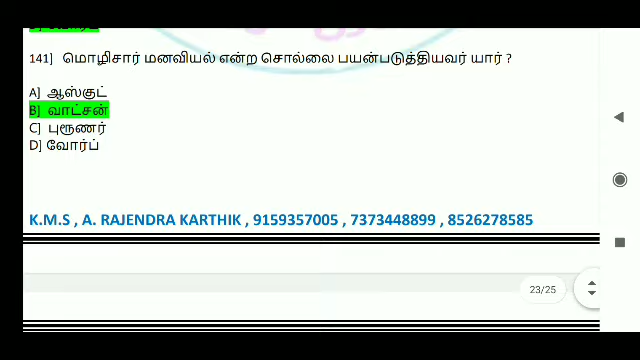 141] மொழிசார் மனவியல் என்ற சொல்லை பயன்படுத்தியவர் யார் ?
A] ஆஸ்குட்
B] வாட்சன்
C] புரூணர்
D] வோர்ப்
K.M.S , A. RAJENDRA KARTHIK , 9159357005 , 7373448899 , 8526278585
23/25